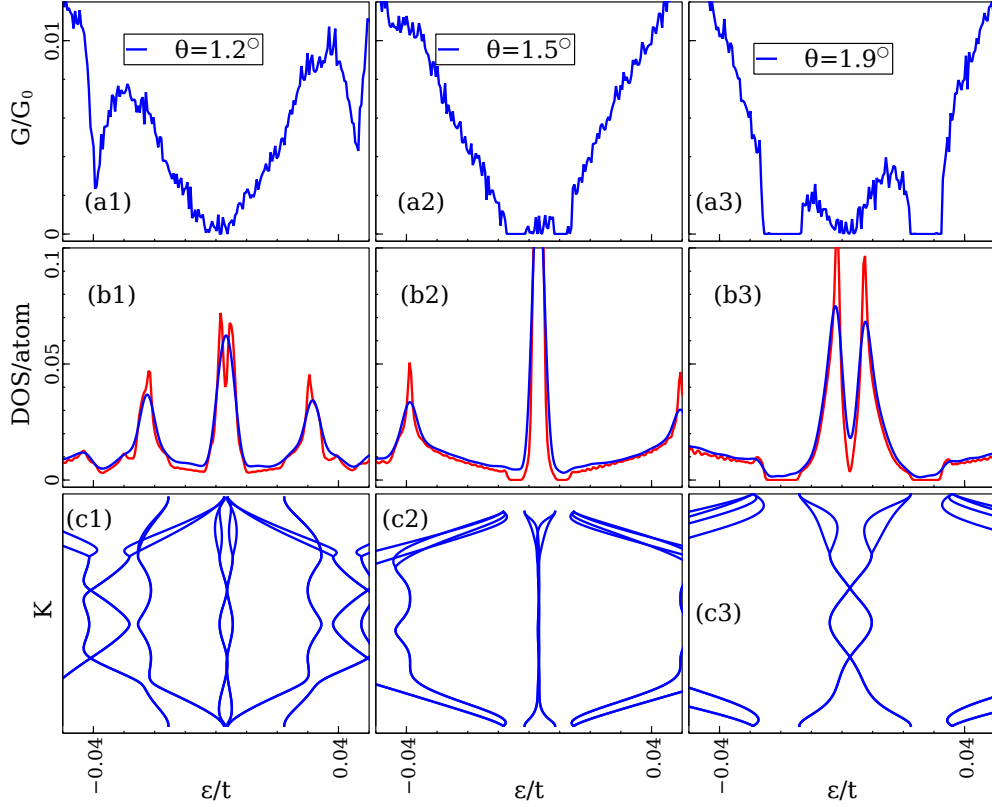 θ=1.2°
θ=1.5°
θ=1.9°
G/G₀
0.01
0
(a1)
(a2)
(a3)
DOS/atom
0.1
0.05
0
(b1)
(b2)
(b3)
K
(c1)
(c2)
(c3)
−0.04
0.04
−0.04
0.04
−0.04
0.04
ε/t
ε/t
ε/t